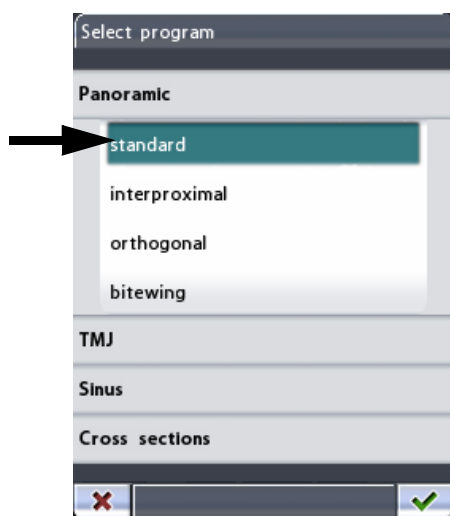 Select program
Panoramic
standard
interproximal
orthogonal
bitewing
TMJ
Sinus
Cross sections